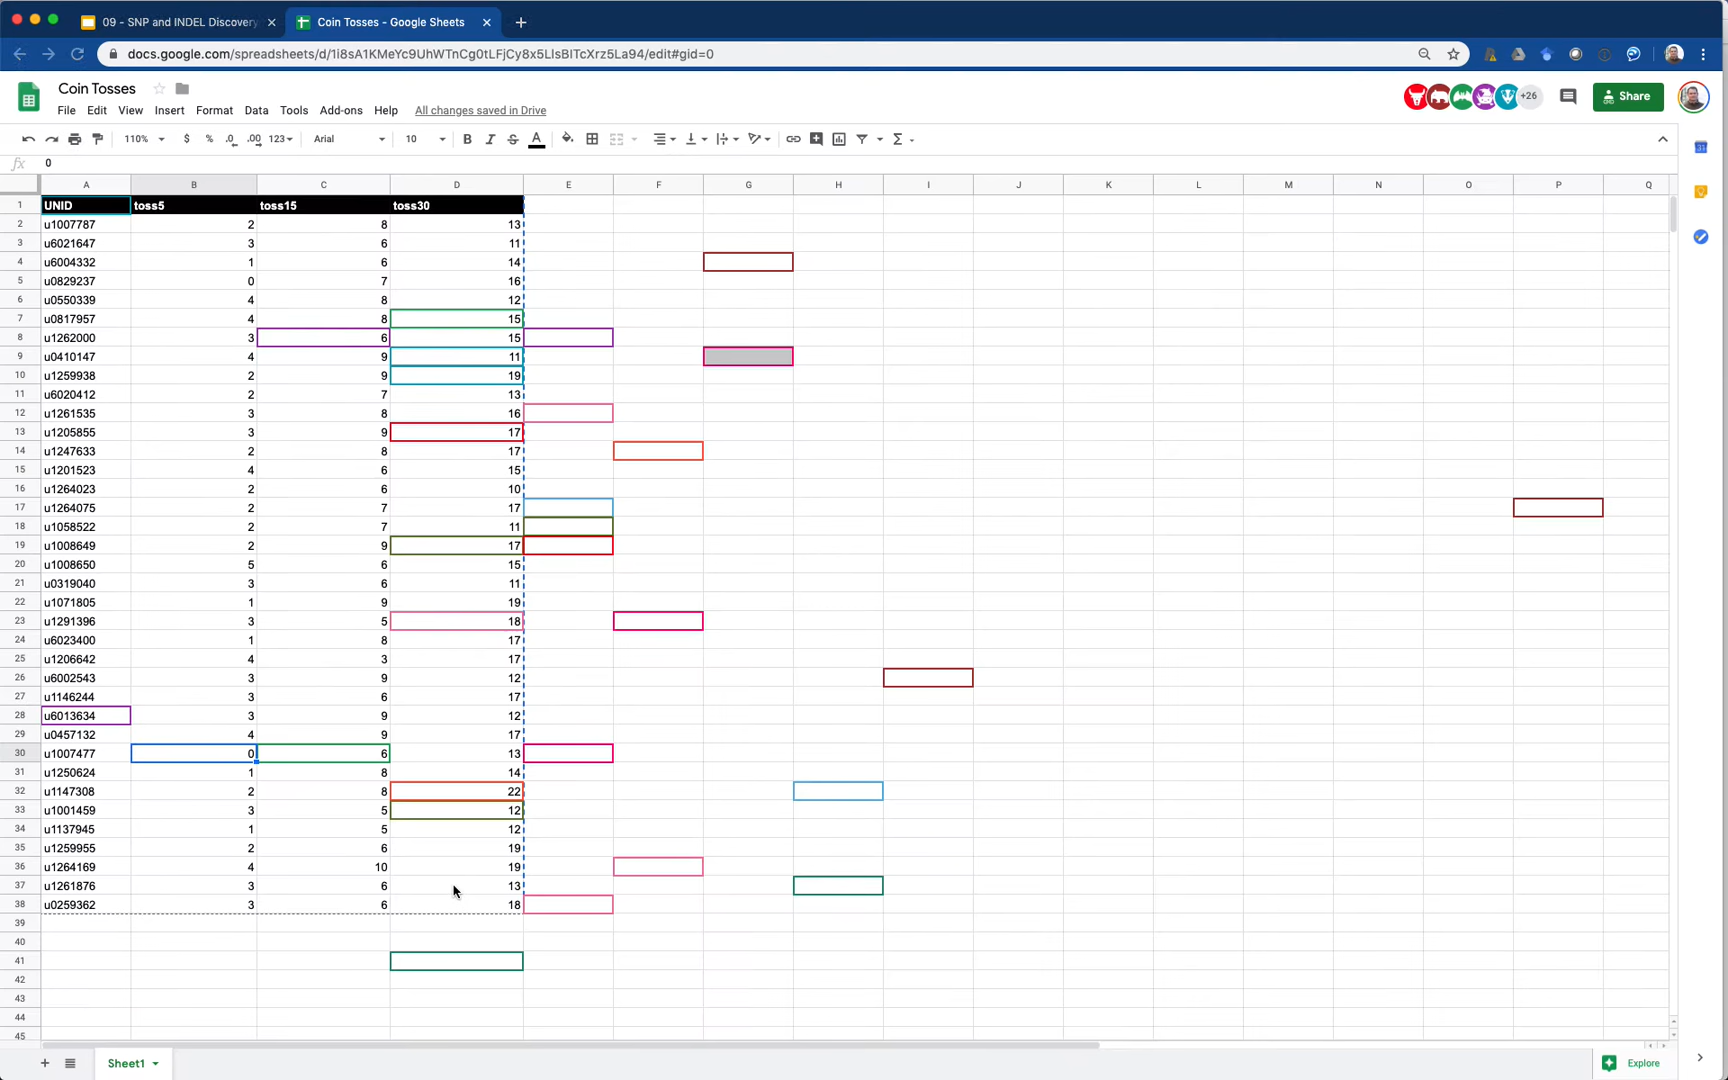 09 - SNP and INDEL Discovery
Coin Tosses - Google Sheets
docs.google.com/spreadsheets/d/1i8sA1KMeYc9UhWTnCg0tLFjCy8x5LlsBITcXrz5La94/edit#gid=0
Coin Tosses
File Edit View Insert Format Data Tools Add-ons Help All changes saved in Drive
+26
Share
110% $ % .0 .00 123 Arial 10 B I S A Σ
fx 0
A B C D E F G H I J K L M N O P Q
1 UNID toss5 toss15 toss30
2 u1007787 2 8 13
3 u6021647 3 6 11
4 u6004332 1 6 14
5 u0829237 0 7 16
6 u0550339 4 8 12
7 u0817957 4 8 15
8 u1262000 3 6 15
9 u0410147 4 9 11
10 u1259938 2 9 19
11 u6020412 2 7 13
12 u1261535 3 8 16
13 u1205855 3 9 17
14 u1247633 2 8 17
15 u1201523 4 6 15
16 u1264023 2 6 10
17 u1264075 2 7 17
18 u1058522 2 7 11
19 u1008649 2 9 17
20 u1008650 5 6 15
21 u0319040 3 6 11
22 u1071805 1 9 19
23 u1291396 3 5 18
24 u6023400 1 8 17
25 u1206642 4 3 17
26 u6002543 3 9 12
27 u1146244 3 6 17
28 u6013634 3 9 12
29 u0457132 4 9 17
30 u1007477 0 6 13
31 u1250624 1 8 14
32 u1147308 2 8 22
33 u1001459 3 5 12
34 u1137945 1 5 12
35 u1259955 2 6 19
36 u1264169 4 10 19
37 u1261876 3 6 13
38 u0259362 3 6 18
39
40
41
42
43
44
45
Sheet1
Explore